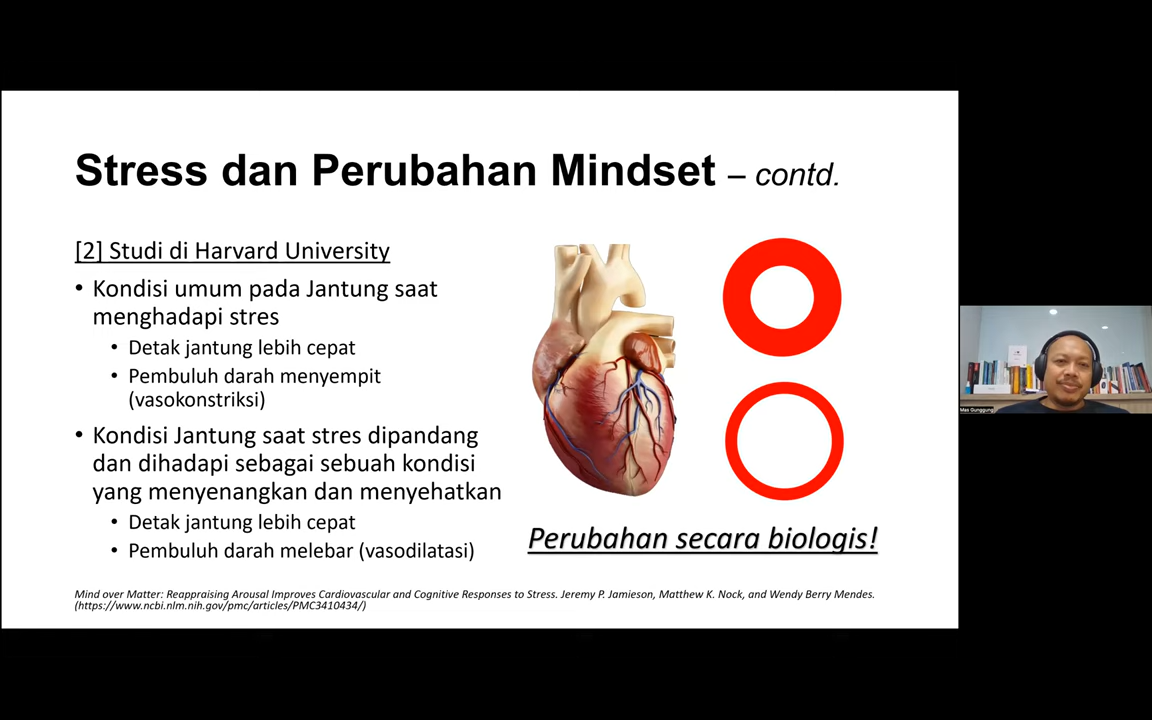 Stress dan Perubahan Mindset – contd.
[2] Studi di Harvard University
• Kondisi umum pada Jantung saat
menghadapi stres
• Detak jantung lebih cepat
• Pembuluh darah menyempit
(vasokonstriksi)
• Kondisi Jantung saat stres dipandang
dan dihadapi sebagai sebuah kondisi
yang menyenangkan dan menyehatkan
• Detak jantung lebih cepat
• Pembuluh darah melebar (vasodilatasi)
Perubahan secara biologis!
Mind over Matter: Reappraising Arousal Improves Cardiovascular and Cognitive Responses to Stress. Jeremy P. Jamieson, Matthew K. Nock, and Wendy Berry Mendes.
(https://www.ncbi.nlm.nih.gov/pmc/articles/PMC3410434/)
Mas Gunggung